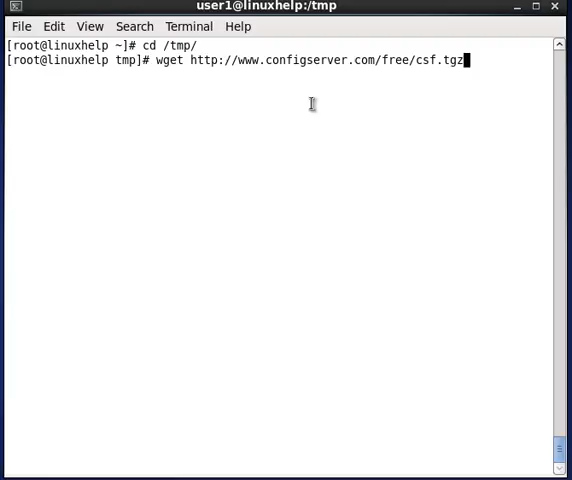 user1@linuxhelp:/tmp
File Edit View Search Terminal Help
[root@linuxhelp ~]# cd /tmp/
[root@linuxhelp tmp]# wget http://www.configserver.com/free/csf.tgz